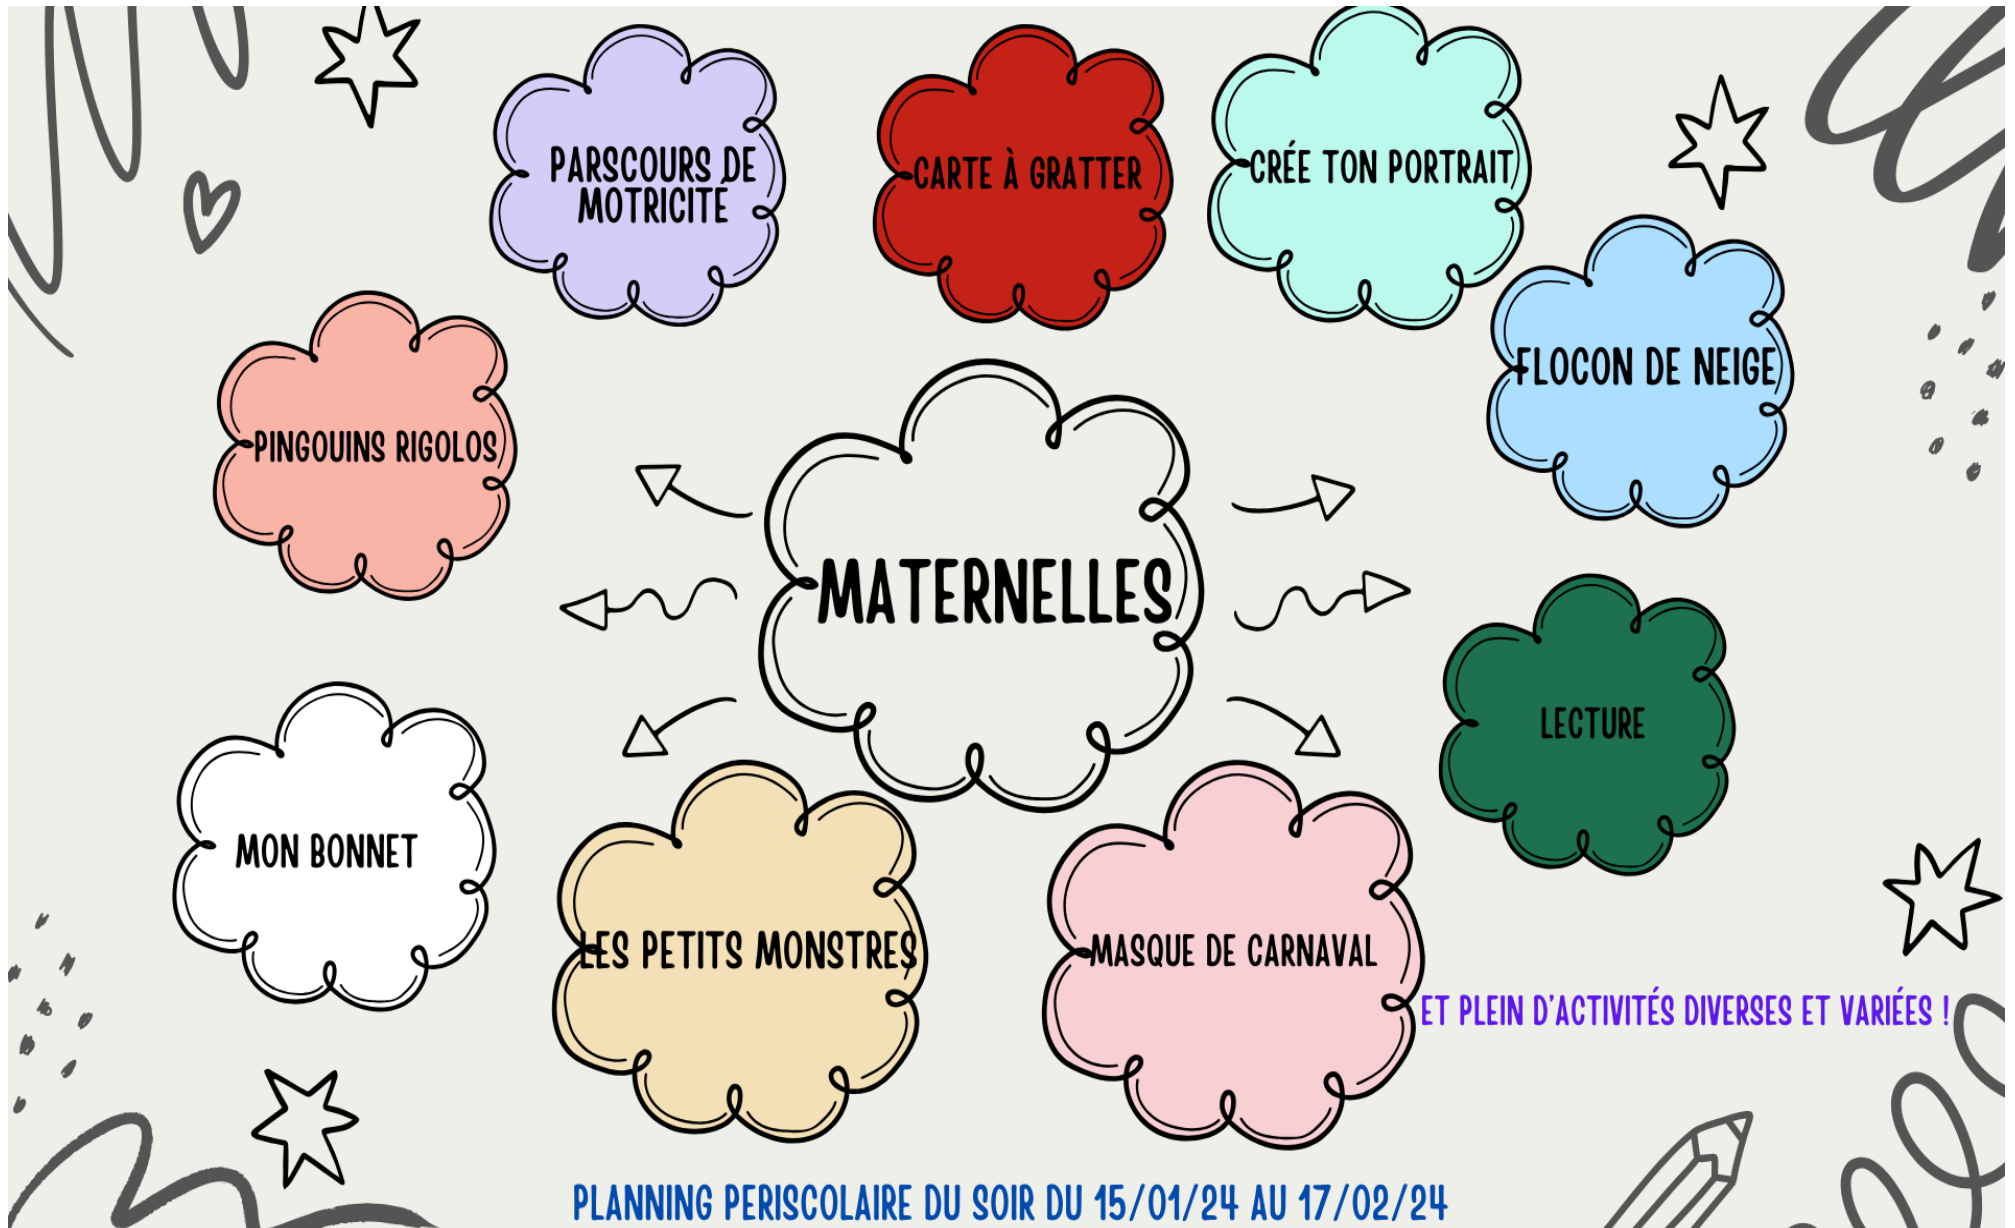 PARSCOURS DE
MOTRICITÉ
CARTE À GRATTER
CRÉE TON PORTRAIT
FLOCON DE NEIGE
PINGOUINS RIGOLOS
MATERNELLES
LECTURE
MON BONNET
LES PETITS MONSTRES
MASQUE DE CARNAVAL
ET PLEIN D'ACTIVITÉS DIVERSES ET VARIÉES !
PLANNING PERISCOLAIRE DU SOIR DU 15/01/24 AU 17/02/24